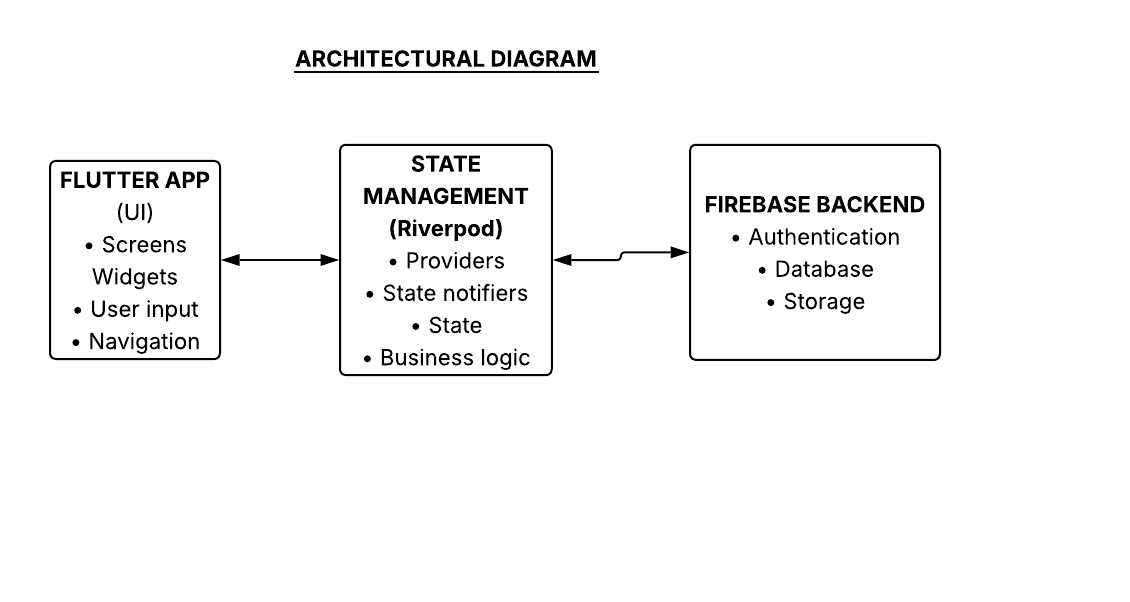 ARCHITECTURAL DIAGRAM
FLUTTER APP
(UI)
• Screens
Widgets
• User input
• Navigation
STATE
MANAGEMENT
(Riverpod)
• Providers
• State notifiers
• State
• Business logic
FIREBASE BACKEND
• Authentication
• Database
• Storage